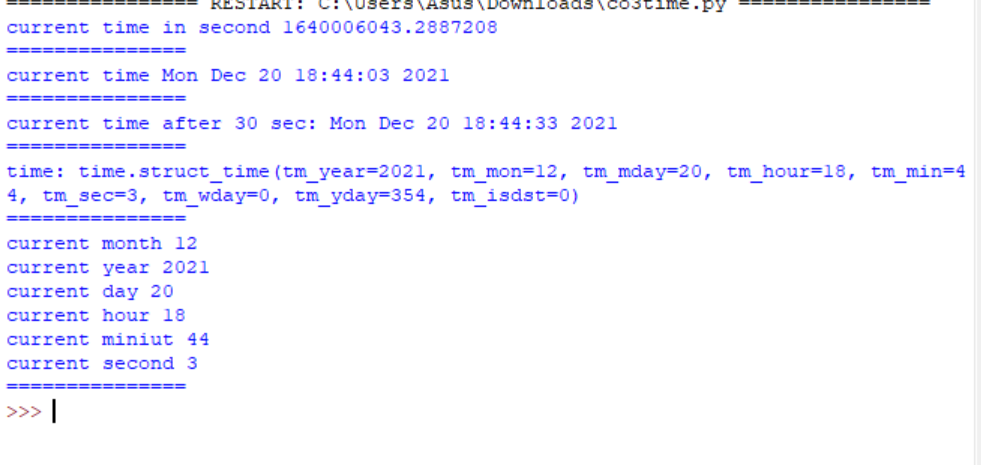 ================ RESTART: C:\Users\Asus\Downloads\co3time.py ================
current time in second 1640006043.2887208
===============
current time Mon Dec 20 18:44:03 2021
===============
current time after 30 sec: Mon Dec 20 18:44:33 2021
===============
time: time.struct_time(tm_year=2021, tm_mon=12, tm_mday=20, tm_hour=18, tm_min=4
4, tm_sec=3, tm_wday=0, tm_yday=354, tm_isdst=0)
===============
current month 12
current year 2021
current day 20
current hour 18
current miniut 44
current second 3
===============
>>>